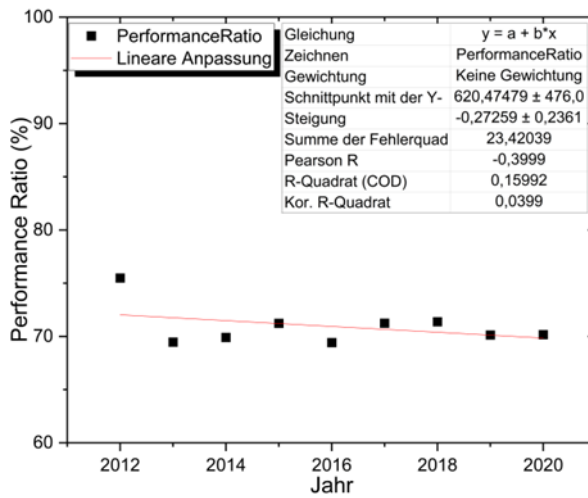 100
90
80
70
60
Performance Ratio (%)
PerformanceRatio
Lineare Anpassung
Gleichung y = a + b*x
Zeichnen PerformanceRatio
Gewichtung Keine Gewichtung
Schnittpunkt mit der Y- 620,47479 ± 476,0
Steigung -0,27259 ± 0,2361
Summe der Fehlerquad 23,42039
Pearson R -0,3999
R-Quadrat (COD) 0,15992
Kor. R-Quadrat 0,0399
2012 2014 2016 2018 2020
Jahr